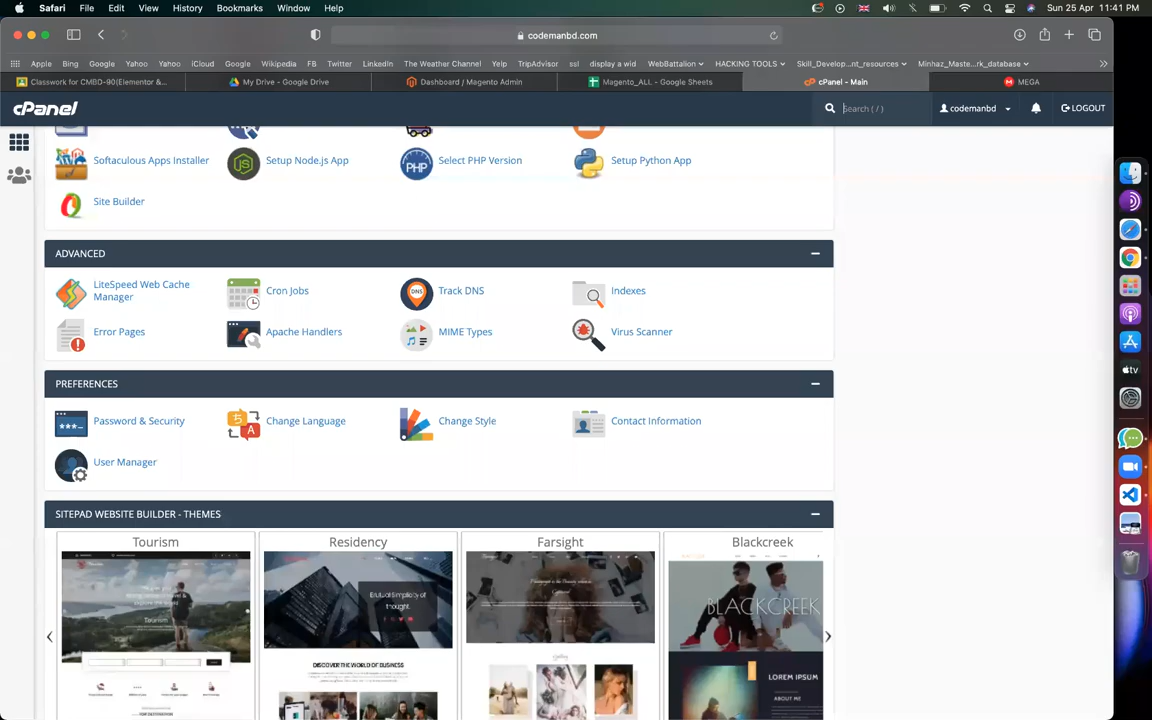 Safari File Edit View History Bookmarks Window Help Sun 25 Apr 11:41 PM
codemanbd.com
Apple Bing Google Yahoo Yahoo iCloud Google Wikipedia FB Twitter LinkedIn The Weather Channel Yelp TripAdvisor ssl display a wid WebBattalion HACKING TOOLS Skill_Develop...nt_resources Minhaz_Maste...rk_database
Classwork for CMBD-90(Elementor &... My Drive - Google Drive Dashboard / Magento Admin Magento_ALL - Google Sheets cPanel - Main MEGA
cPanel Search ( / ) codemanbd LOGOUT
Softaculous Apps Installer Setup Node.js App Select PHP Version Setup Python App
Site Builder
ADVANCED
LiteSpeed Web Cache Manager Cron Jobs Track DNS Indexes
Error Pages Apache Handlers MIME Types Virus Scanner
PREFERENCES
Password & Security Change Language Change Style Contact Information
User Manager
SITEPAD WEBSITE BUILDER - THEMES
Tourism Residency Farsight Blackcreek
BLACKCREEK
DISCOVER THE WORLD OF BUSINESS
LOREM IPSUM
ABOUT ME